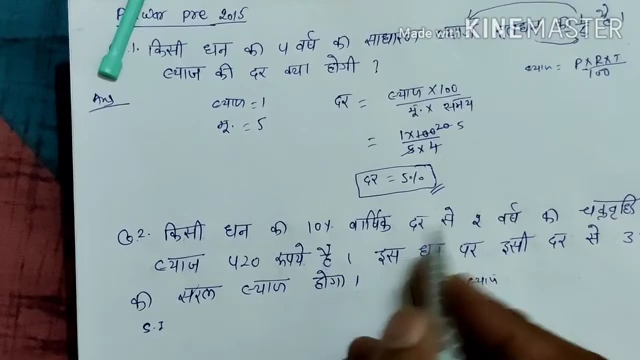 Pre 2015
Made with KINEMASTER
1. किसी धन का 4 वर्ष का साधारण है।
ब्याज की दर क्या होगी ?
ब्याज = P×R×T/100
Ans
ब्याज = 1
मू. = 5
दर = ब्याज × 100 / मू. × समय
= 1×100 20 5 / 5 × 4
दर = 5%
Q.2. किसी धन का 10% वार्षिक दर से 2 वर्ष का चक्रवृद्धि
ब्याज 420 रुपये है । इस धन पर इसी दर से 3
का सरल ब्याज होगा ।
S.I